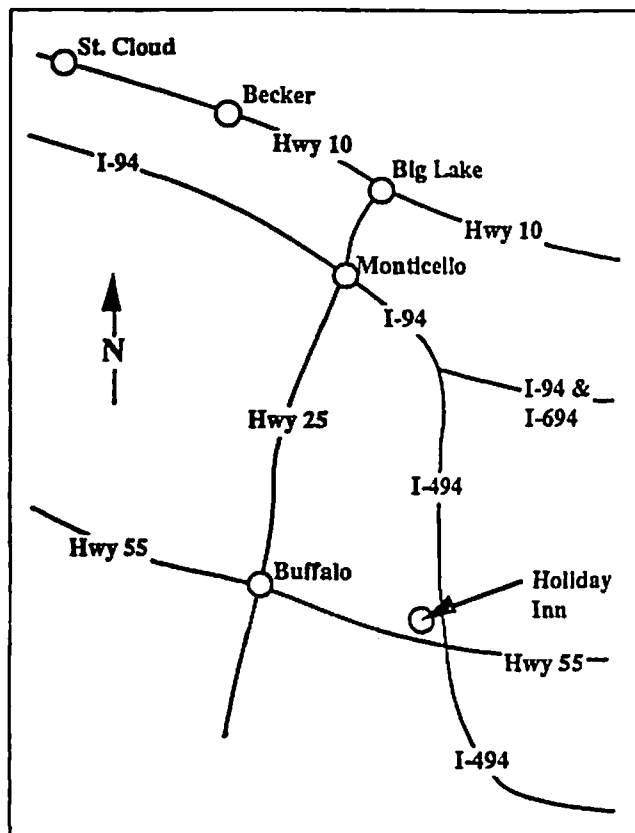 St. Cloud
Becker
Hwy 10
I-94
Big Lake
Hwy 10
Monticello
I-94
N
I-94 &
I-694
Hwy 25
I-494
Hwy 55
Buffalo
Holiday
Inn
Hwy 55
I-494